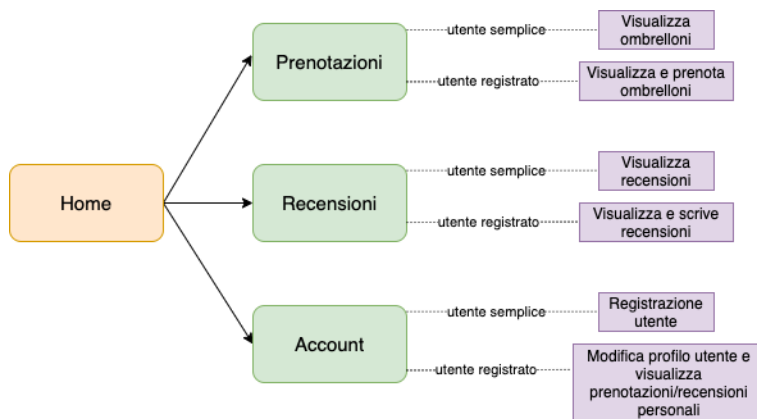 Home
Prenotazioni
utente semplice
Visualizza
ombrelloni
utente registrato
Visualizza e prenota
ombrelloni
Recensioni
utente semplice
Visualizza
recensioni
utente registrato
Visualizza e scrive
recensioni
Account
utente semplice
Registrazione
utente
utente registrato
Modifica profilo utente e
visualizza
prenotazioni/recensioni
personali